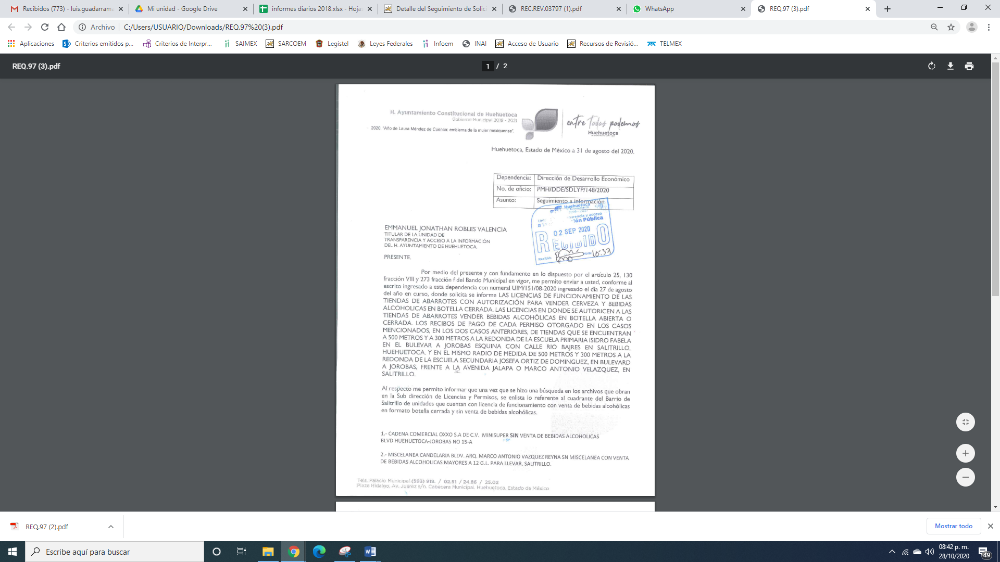 Recibidos (773) - luis.guadarrama
Mi unidad - Google Drive
informes diarios 2018.xlsx - Hojas
Detalle del Seguimiento de Solici
REC.REV.03797 (1).pdf
WhatsApp
REQ.97 (3).pdf
Archivo | C:/Users/USUARIO/Downloads/REQ.97%20(3).pdf
Aplicaciones
Criterios emitidos p...
Criterios de Interpr...
SAIMEX
SARCOEM
Legistel
Leyes Federales
Infoem
INAI
Acceso de Usuario
Recursos de Revisió...
TELMEX
REQ.97 (3).pdf
1 / 2
H. Ayuntamiento Constitucional de Huehuetoca
Gobierno Municipal 2019 - 2021
2020. "Año de Laura Méndez de Cuenca: emblema de la mujer mexiquense".
entre Todos podemos
Huehuetoca
Huehuetoca, Estado de México a 31 de agosto del 2020.
Dependencia: Dirección de Desarrollo Económico
No. de oficio: PMH/DDE/SDLYP/148/2020
Asunto: Seguimiento a información
Huehuetoca
2019 - 2021
02 SEP 2020
RECIBIDO
Recibió: Hora: 10:37
EMMANUEL JONATHAN ROBLES VALENCIA
TITULAR DE LA UNIDAD DE
TRANSPARENCIA Y ACCESO A LA INFORMACIÓN
DEL H. AYUNTAMIENTO DE HUEHUETOCA.
PRESENTE.
Por medio del presente y con fundamento en lo dispuesto por el artículo 25, 130
fracción VIII y 273 fracción f del Bando Municipal en vigor, me permito enviar a usted, conforme al
escrito ingresado a esta dependencia con numeral UIM/151/08-2020 ingresado el día 27 de agosto
del año en curso, donde solicita se informe LAS LICENCIAS DE FUNCIONAMIENTO DE LAS
TIENDAS DE ABARROTES CON AUTORIZACIÓN PARA VENDER CERVEZA Y BEBIDAS
ALCOHOLICAS EN BOTELLA CERRADA. LAS LICENCIAS EN DONDE SE AUTORICEN A LAS
TIENDAS DE ABARROTES VENDER BEBIDAS ALCOHÓLICAS EN BOTELLA ABIERTA O
CERRADA. LOS RECIBOS DE PAGO DE CADA PERMISO OTORGADO EN LOS CASOS
MENCIONADOS, EN LOS DOS CASOS ANTERIORES, DE TIENDAS QUE SE ENCUENTRAN
A 500 METROS Y A 300 METROS A LA REDONDA DE LA ESCUELA PRIMARIA ISIDRO FABELA
EN EL BULEVAR A JOROBAS ESQUINA CON CALLE RIO BAJRES EN SALITRILLO,
HUEHUETOCA. Y EN EL MISMO RADIO DE MEDIDA DE 500 METROS Y 300 METROS A LA
REDONDA DE LA ESCUELA SECUNDARIA JOSEFA ORTIZ DE DOMINGUEZ, EN BULEVARD
A JOROBAS, FRENTE A LA AVENIDA JALAPA O MARCO ANTONIO VELAZQUEZ, EN
SALITRILLO.
Al respecto me permito informar que una vez que se hizo una búsqueda en los archivos que obran
en la Sub dirección de Licencias y Permisos, se enlista lo referente al cuadrante del Barrio de
Salitrillo de unidades que cuentan con licencia de funcionamiento con venta de bebidas alcohólicas
en formato botella cerrada y sin venta de bebidas alcohólicas.
1.- CADENA COMERCIAL OXXO S.A DE C.V. MINISUPER SIN VENTA DE BEBIDAS ALCOHOLICAS
BLVD HUEHUETOCA-JOROBAS NO 15-A
2.- MISCELANEA CANDELARIA BLDV. ARQ. MARCO ANTONIO VAZQUEZ REYNA SN MISCELANEA CON VENTA
DE BEBIDAS ALCOHOLICAS MAYORES A 12 G.L. PARA LLEVAR, SALITRILLO.
Tels. Palacio Municipal (593) 918. / 02.51 / 24.86 / 25.02
Plaza Hidalgo, Av. Juárez s/n. Cabecera Municipal. Huehuetoca, Estado de México
REQ.97 (2).pdf
Mostrar todo
Escribe aquí para buscar
08:42 p. m.
28/10/2020
49